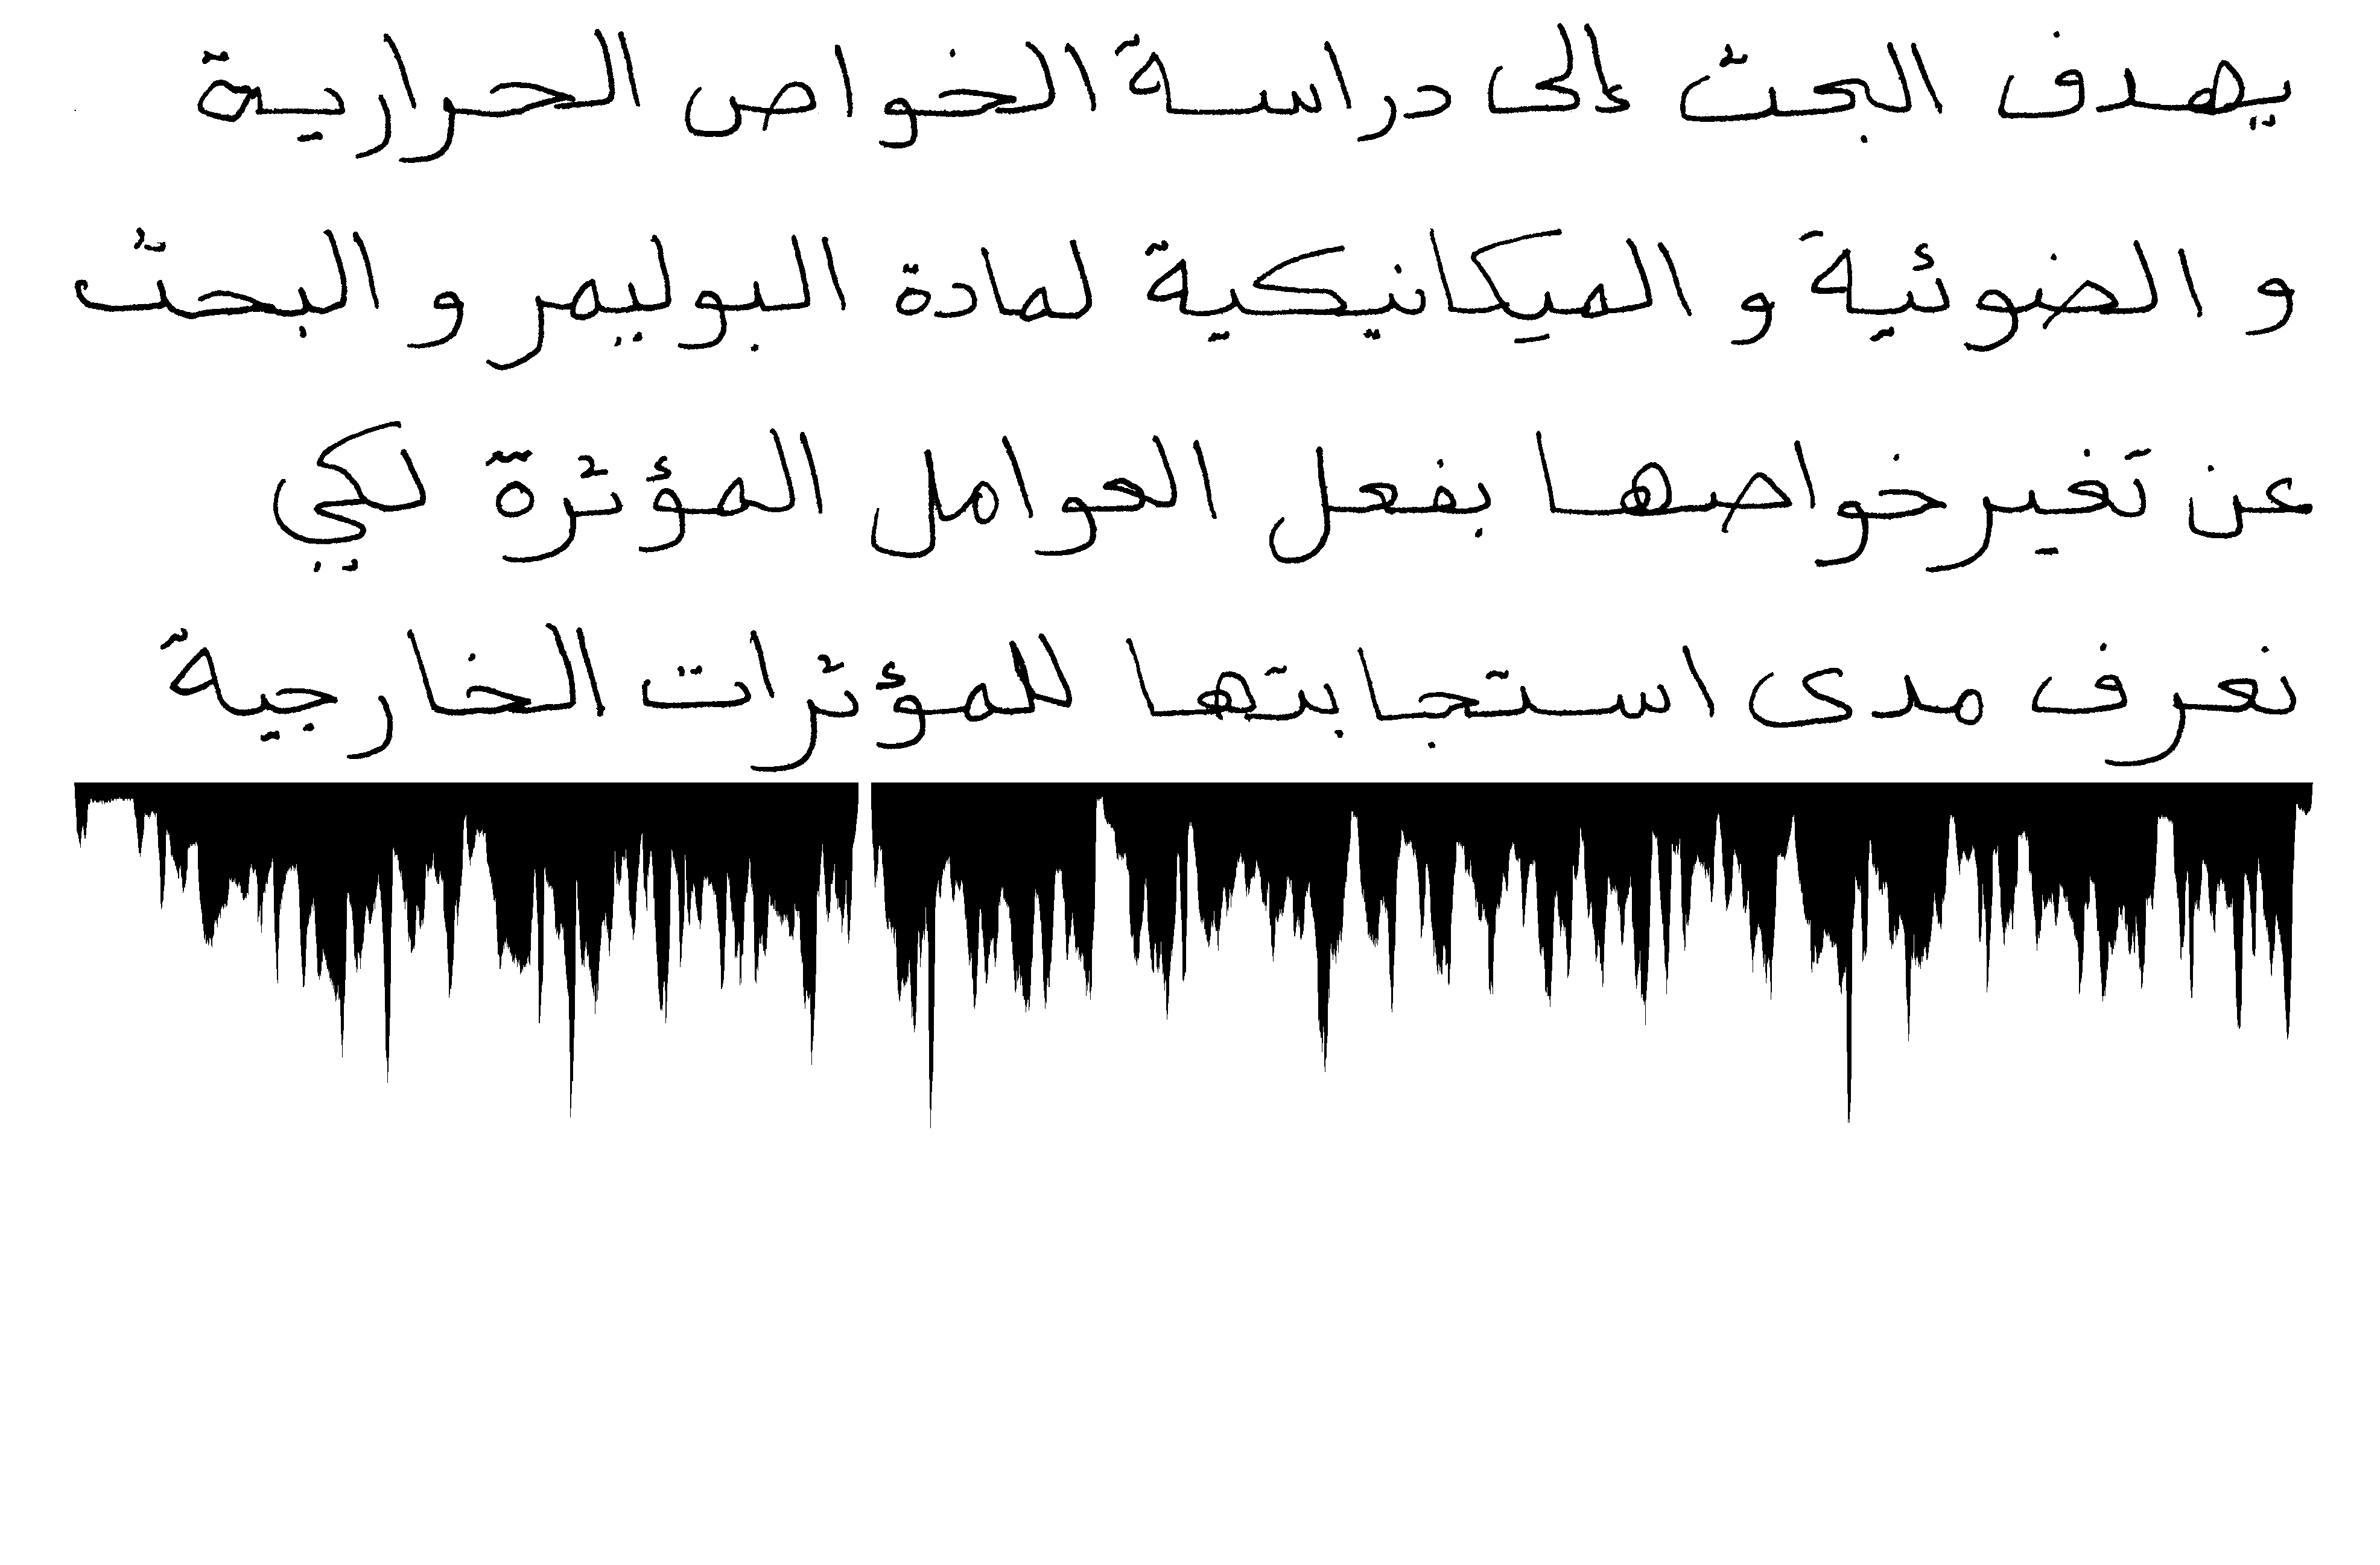 يهدف البحث إلى دراسة الخواص الحرارية
و الضوئية و الميكانيكية لمادة البوليمر و البحث
عن تغير خواصها بفعل العوامل المؤثرة لكي
نعرف مدى استجابتها للمؤثرات الخارجية